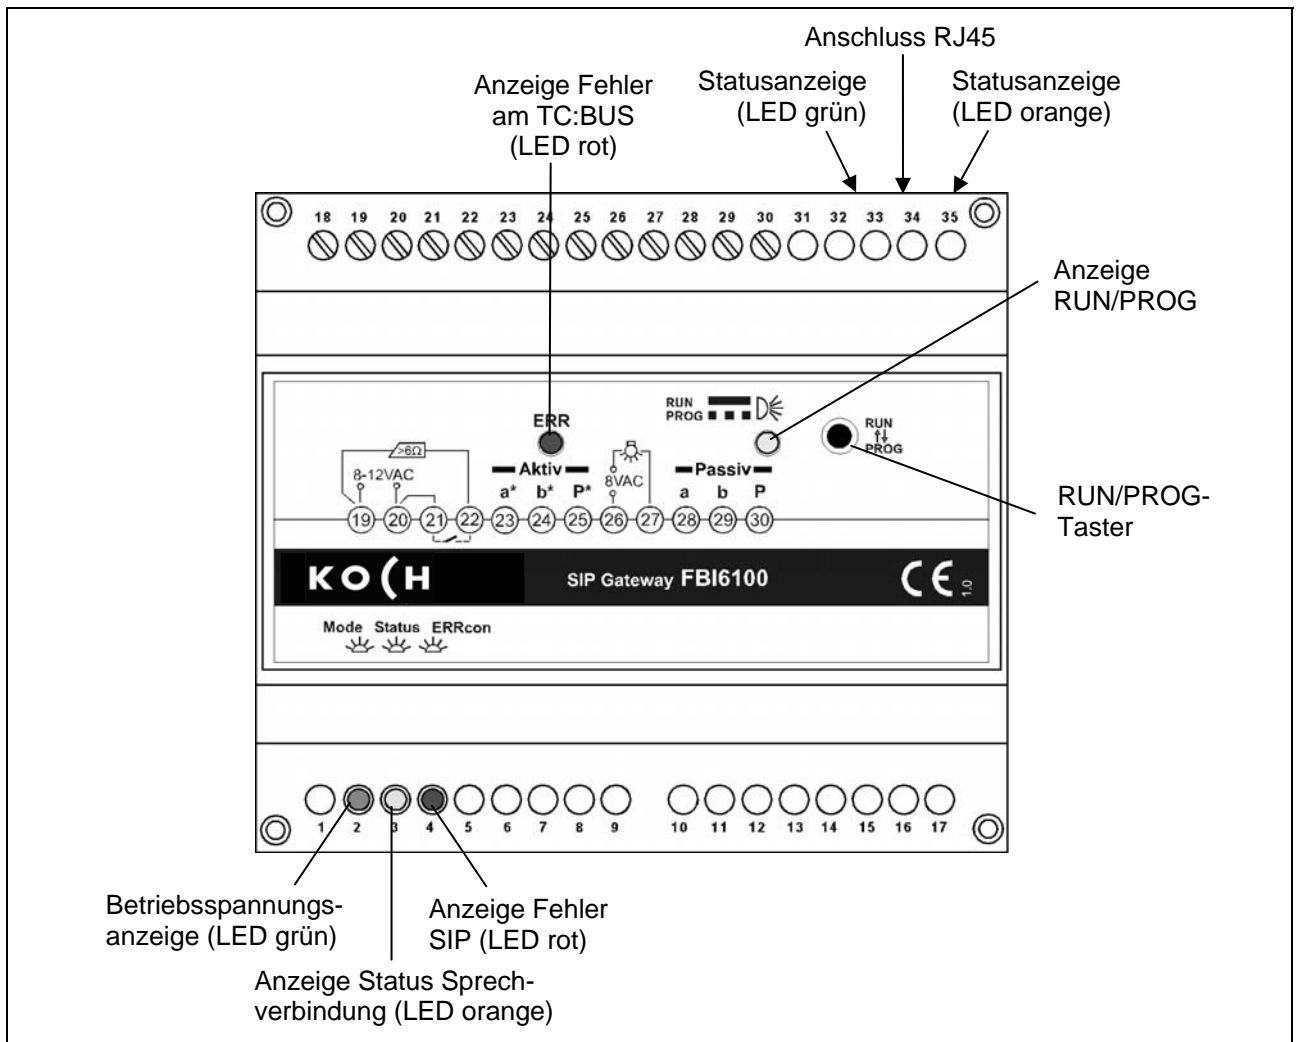 Anschluss RJ45
Anzeige Fehler
am TC:BUS
(LED rot)
Statusanzeige
(LED grün)
Statusanzeige
(LED orange)
18 19 20 21 22 23 24 25 26 27 28 29 30 31 32 33 34 35
Anzeige
RUN/PROG
RUN
PROG
ERR
RUN
PROG
>6Ω
8-12VAC
Aktiv
8VAC
Passiv
a* b* P* a b P
19 20 21 22 23 24 25 26 27 28 29 30
RUN/PROG-
Taster
KOCH
SIP Gateway FBI6100
CE
1.0
Mode Status ERRcon
1 2 3 4 5 6 7 8 9 10 11 12 13 14 15 16 17
Betriebsspannungs-
anzeige (LED grün)
Anzeige Fehler
SIP (LED rot)
Anzeige Status Sprech-
verbindung (LED orange)